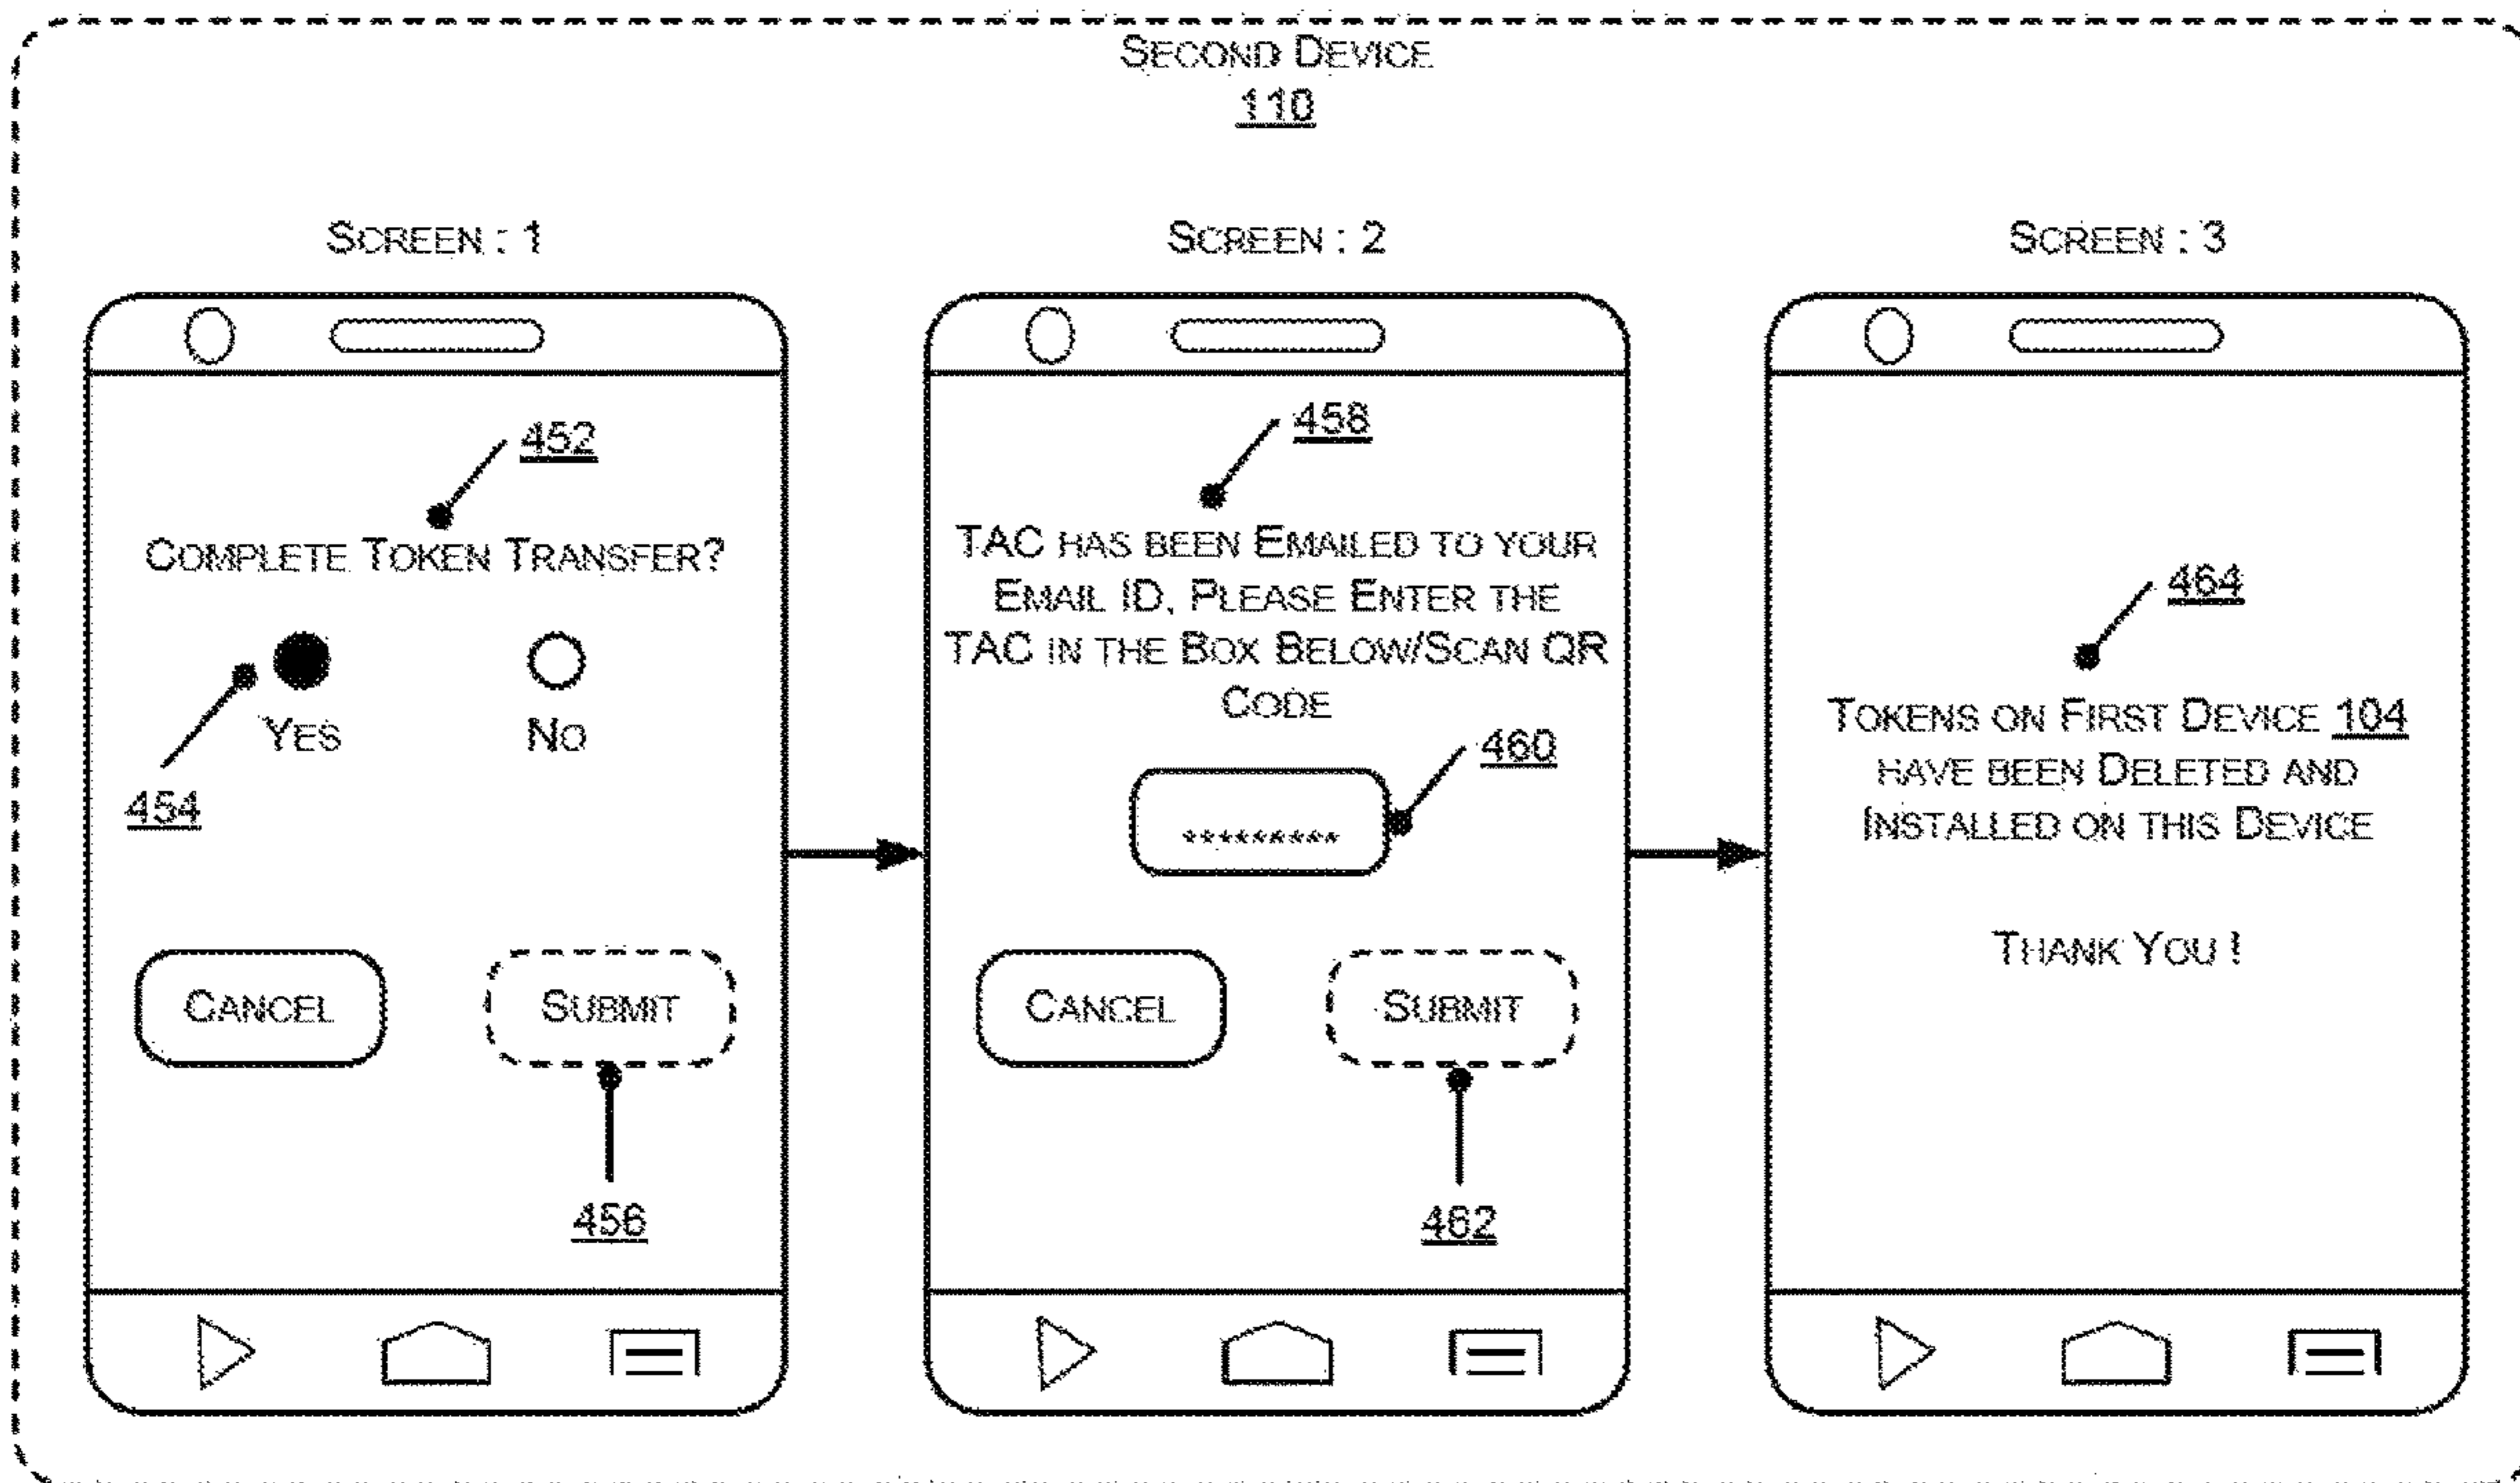 SECOND DEVICE
110
SCREEN : 1
452
COMPLETE TOKEN TRANSFER?
YES
NO
454
CANCEL
SUBMIT
456
SCREEN : 2
458
TAC HAS BEEN EMAILED TO YOUR
EMAIL ID, PLEASE ENTER THE
TAC IN THE BOX BELOW/SCAN QR
CODE
460
*********
CANCEL
SUBMIT
462
SCREEN : 3
464
TOKENS ON FIRST DEVICE 104
HAVE BEEN DELETED AND
INSTALLED ON THIS DEVICE
THANK YOU !